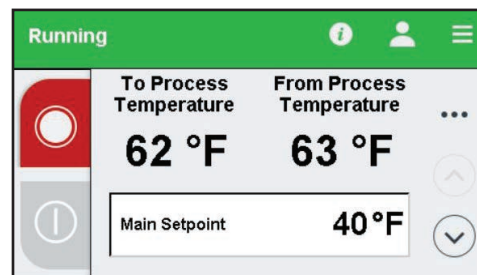 Running
To Process
Temperature
From Process
Temperature
62 °F
63 °F
Main Setpoint
40°F